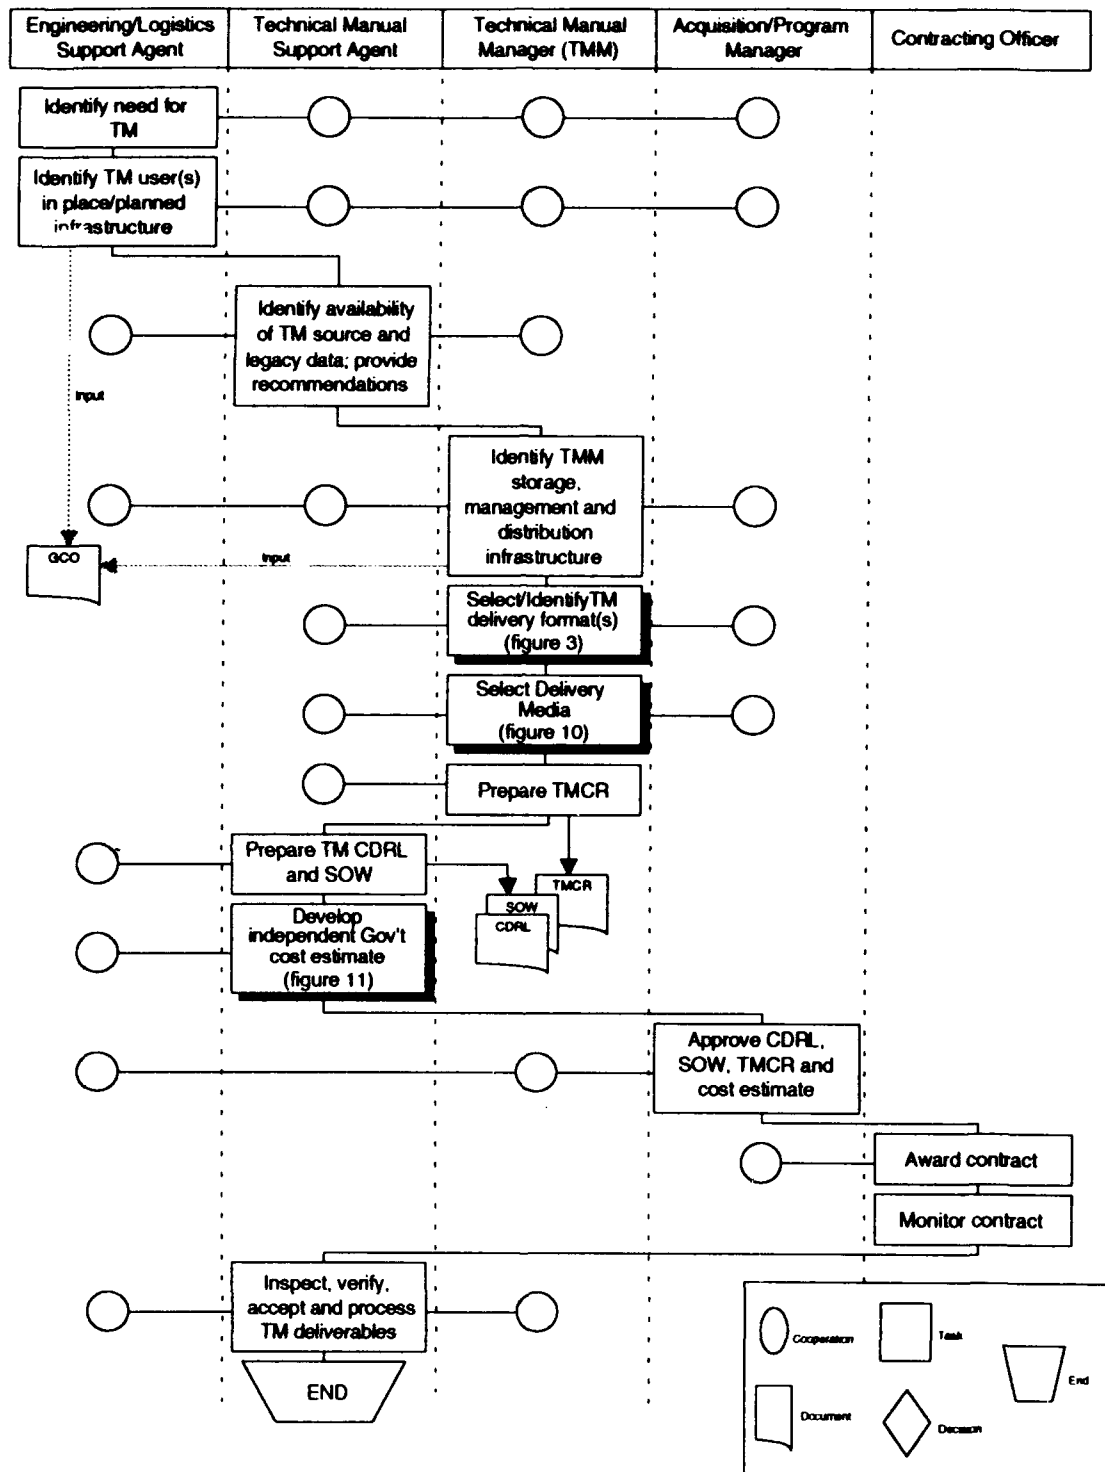 Engineering/Logistics
Support Agent
Technical Manual
Support Agent
Technical Manual
Manager (TMM)
Acquisition/Program
Manager
Contracting Officer
Identify need for
TM
Identify TM user(s)
in place/planned
infrastructure
Identify availability
of TM source and
legacy data; provide
recommendations
Input
Identify TMM
storage,
management and
distribution
infrastructure
GCO
Input
Select/IdentifyTM
delivery format(s)
(figure 3)
Select Delivery
Media
(figure 10)
Prepare TMCR
Prepare TM CDRL
and SOW
TMCR
SOW
CDRL
Develop
independent Gov't
cost estimate
(figure 11)
Approve CDRL,
SOW, TMCR and
cost estimate
Award contract
Monitor contract
Inspect, verify,
accept and process
TM deliverables
END
Cooperation
Task
End
Document
Decision